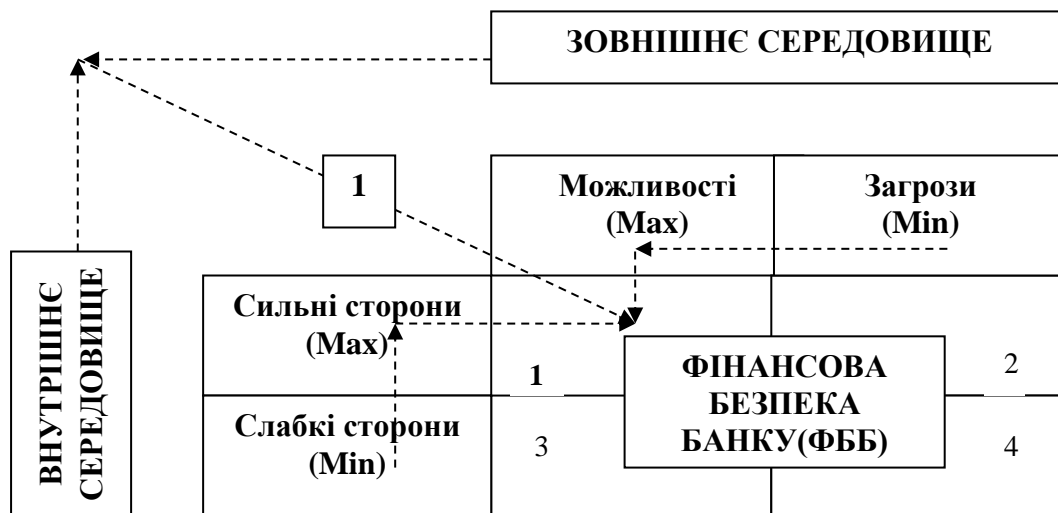 ЗОВНІШНЄ СЕРЕДОВИЩЕ
1
Можливості
(Max)
Загрози
(Min)
ВНУТРІШНЄ
СЕРЕДОВИЩЕ
Сильні сторони
(Max)
1
ФІНАНСОВА
БЕЗПЕКА
БАНКУ(ФББ)
2
Слабкі сторони
(Min)
3
4